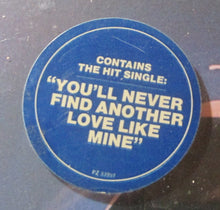 CONTAINS
THE HIT SINGLE:
"YOU'LL NEVER
FIND ANOTHER
LOVE LIKE
MINE"